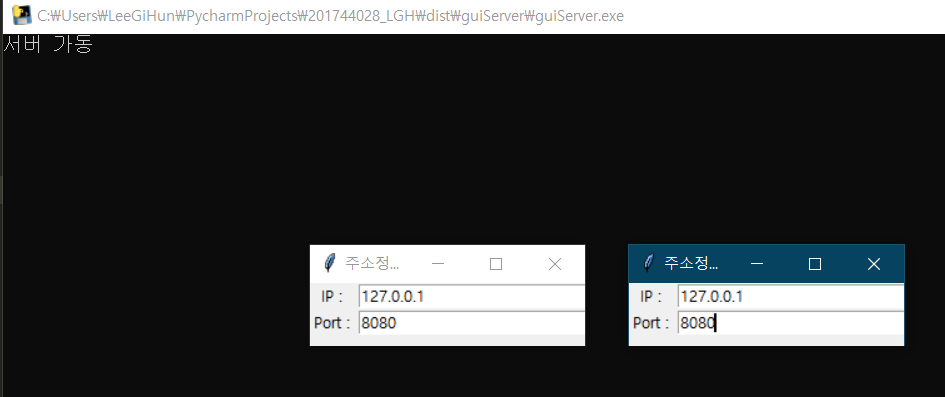 C:₩Users₩LeeGiHun₩PycharmProjects₩201744028_LGH₩dist₩guiServer₩guiServer.exe
서버 가동
주소정...
IP : 127.0.0.1
Port : 8080
주소정...
IP : 127.0.0.1
Port : 8080